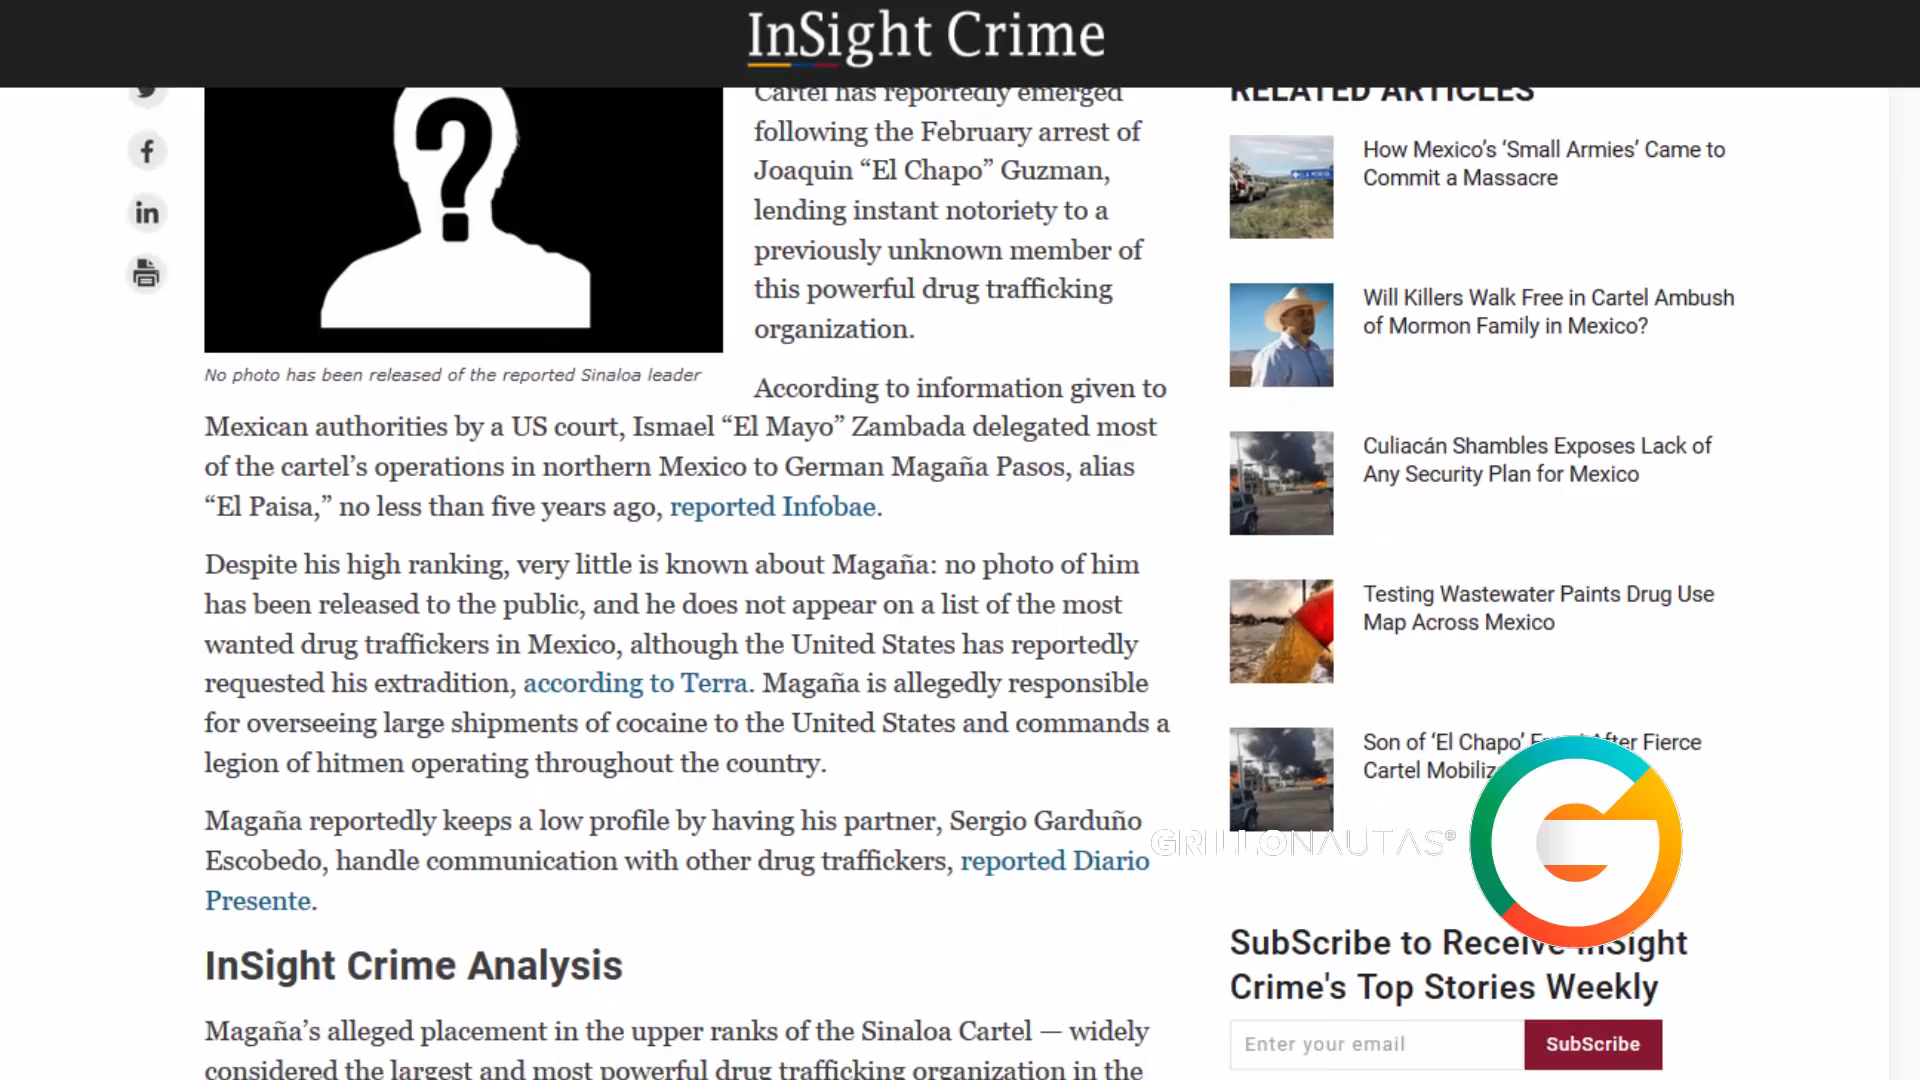 InSight Crime
Cartel has reportedly emerged
following the February arrest of
Joaquin “El Chapo” Guzman,
lending instant notoriety to a
previously unknown member of
this powerful drug trafficking
organization.
No photo has been released of the reported Sinaloa leader
According to information given to
Mexican authorities by a US court, Ismael “El Mayo” Zambada delegated most
of the cartel’s operations in northern Mexico to German Magaña Pasos, alias
“El Paisa,” no less than five years ago, reported Infobae.
Despite his high ranking, very little is known about Magaña: no photo of him
has been released to the public, and he does not appear on a list of the most
wanted drug traffickers in Mexico, although the United States has reportedly
requested his extradition, according to Terra. Magaña is allegedly responsible
for overseeing large shipments of cocaine to the United States and commands a
legion of hitmen operating throughout the country.
Magaña reportedly keeps a low profile by having his partner, Sergio Garduño
Escobedo, handle communication with other drug traffickers, reported Diario
Presente.
InSight Crime Analysis
Magaña’s alleged placement in the upper ranks of the Sinaloa Cartel — widely
considered the largest and most powerful drug trafficking organization in the
RELATED ARTICLES
How Mexico’s ‘Small Armies’ Came to
Commit a Massacre
Will Killers Walk Free in Cartel Ambush
of Mormon Family in Mexico?
Culiacán Shambles Exposes Lack of
Any Security Plan for Mexico
Testing Wastewater Paints Drug Use
Map Across Mexico
Son of ‘El Chapo’ After Fierce
Cartel
GRILLONAUTAS®
SubScribe to Receive InSight
Crime's Top Stories Weekly
Enter your email
SubScribe